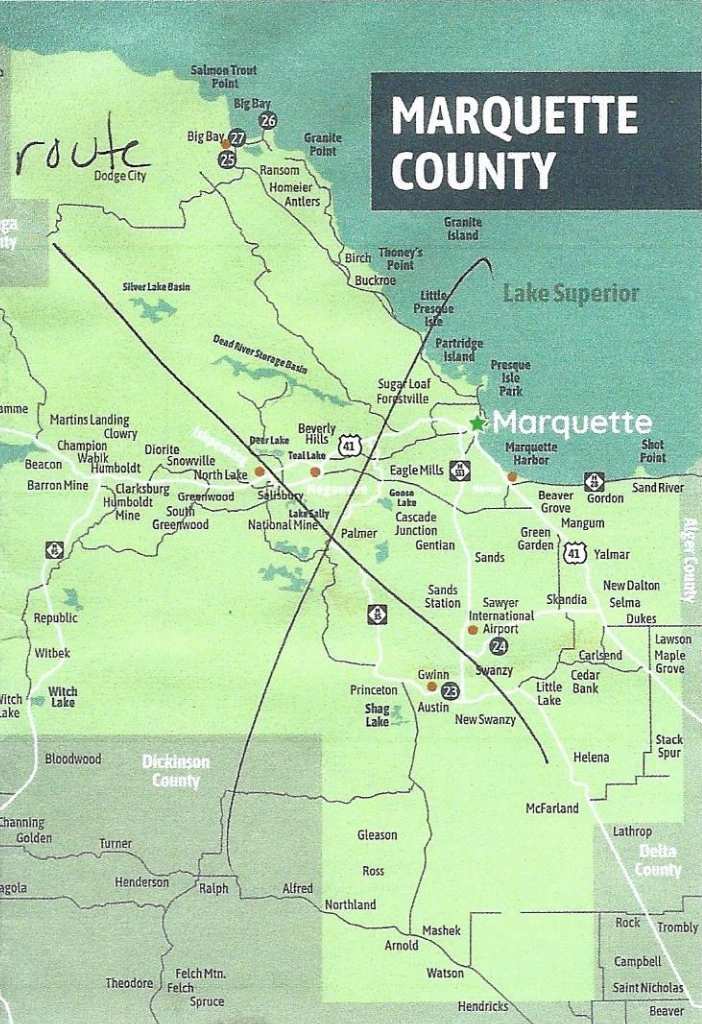 Salmon Trout
Point
Big Bay
26
MARQUETTE
COUNTY
route
Big Bay
27
25
Granite
Point
Dodge City
Ransom
Homeier
Antlers
Granite
Island
Birch
Thoney's
Point
Buckroe
Silver Lake Basin
Little
Presque
Isle
Lake Superior
Dead River Storage Basin
Partridge
Island
Presque
Isle
Park
Sugar Loaf
Forestville
Marquette
Martins Landing
Clowry
Champion
Wabik
Beacon
Humboldt
Barron Mine
Diorite
Snowville
North Lake
Ishpeming
Deer Lake
Beverly
Hills
Teal Lake
41
Eagle Mills
M
553
Marquette
Harbor
Shot
Point
M
28
Sand River
Gordon
Beaver
Grove
Mangum
Clarksburg
Humboldt
Mine
Greenwood
South
Greenwood
Salisbury
Lake Sally
National Mine
Goose
Lake
Cascade
Junction
Gentian
Palmer
Green
Garden
41
Yalmar
Alger County
Sands
M
95
Republic
Witbek
Witch
Lake
Witch
Lake
M
35
Sands
Station
Sawyer
International
Airport
24
Skandia
New Dalton
Selma
Dukes
Lawson
Maple
Grove
Carlsend
Cedar
Bank
Swanzy
Gwinn
23
Princeton
Austin
Little
Lake
Shag
Lake
New Swanzy
Stack
Spur
Helena
Bloodwood
Dickinson
County
McFarland
Channing
Golden
Turner
Gleason
Lathrop
Delta
County
Henderson
Ralph
Alfred
Ross
Northland
Mashek
Arnold
Watson
Rock
Trombly
Campbell
Saint Nicholas
Beaver
Theodore
Felch Mtn.
Felch
Spruce
Hendricks